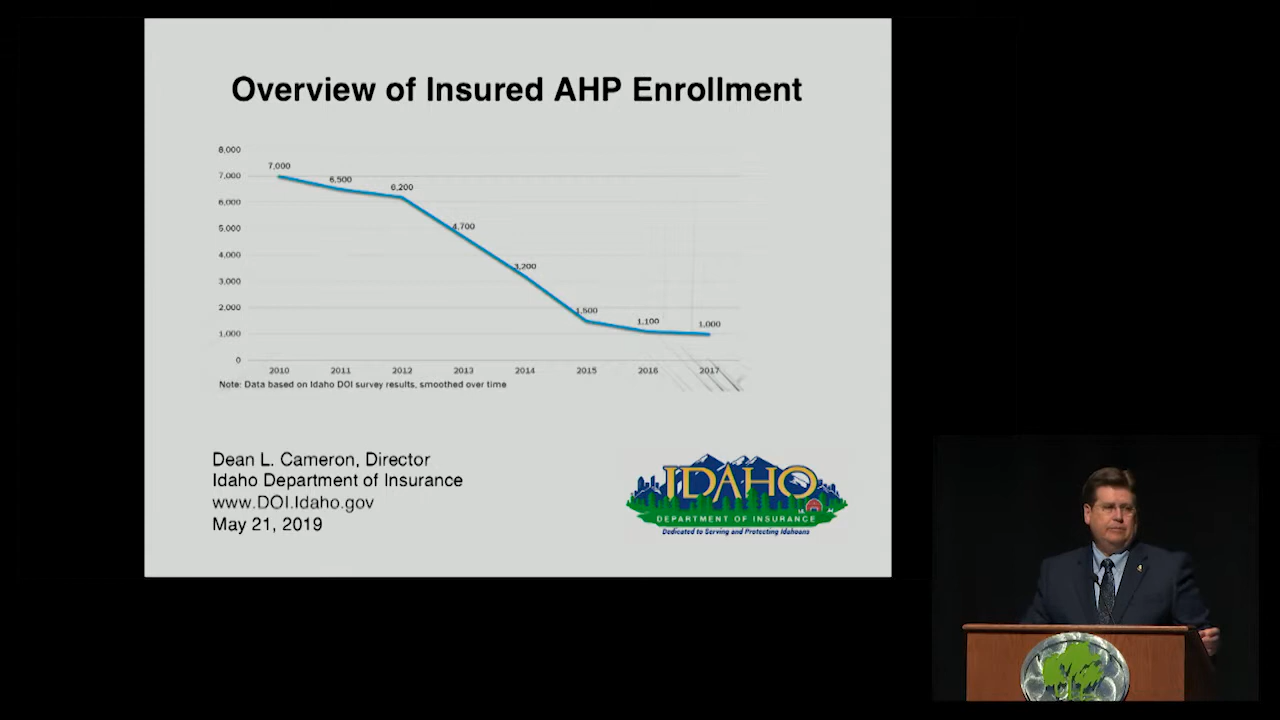 Overview of Insured AHP Enrollment
8,000
7,000
7,000
6,500
6,200
6,000
5,000
4,700
4,000
3,200
3,000
2,000
1,500
1,100
1,000
1,000
0
2010 2011 2012 2013 2014 2015 2016 2017
Note: Data based on Idaho DOI survey results, smoothed over time
Dean L. Cameron, Director
Idaho Department of Insurance
www.DOI.Idaho.gov
May 21, 2019
IDAHO
DEPARTMENT OF INSURANCE
Dedicated to Serving and Protecting Idahoans